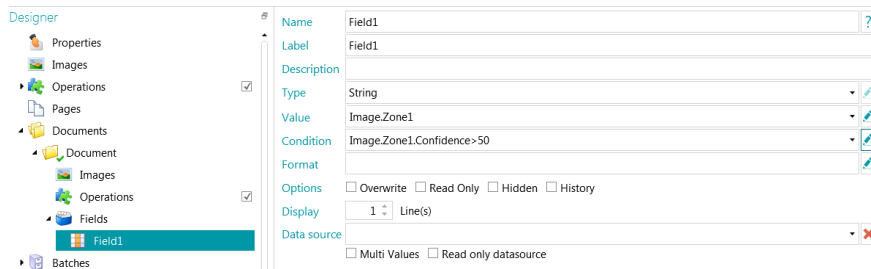 Designer
Properties
Images
Operations
Pages
Documents
Document
Images
Operations
Fields
Field1
Batches
Name Field1 ?
Label Field1
Description
Type String
Value Image.Zone1
Condition Image.Zone1.Confidence>50
Format
Options Overwrite Read Only Hidden History
Display 1 Line(s)
Data source
Multi Values Read only datasource